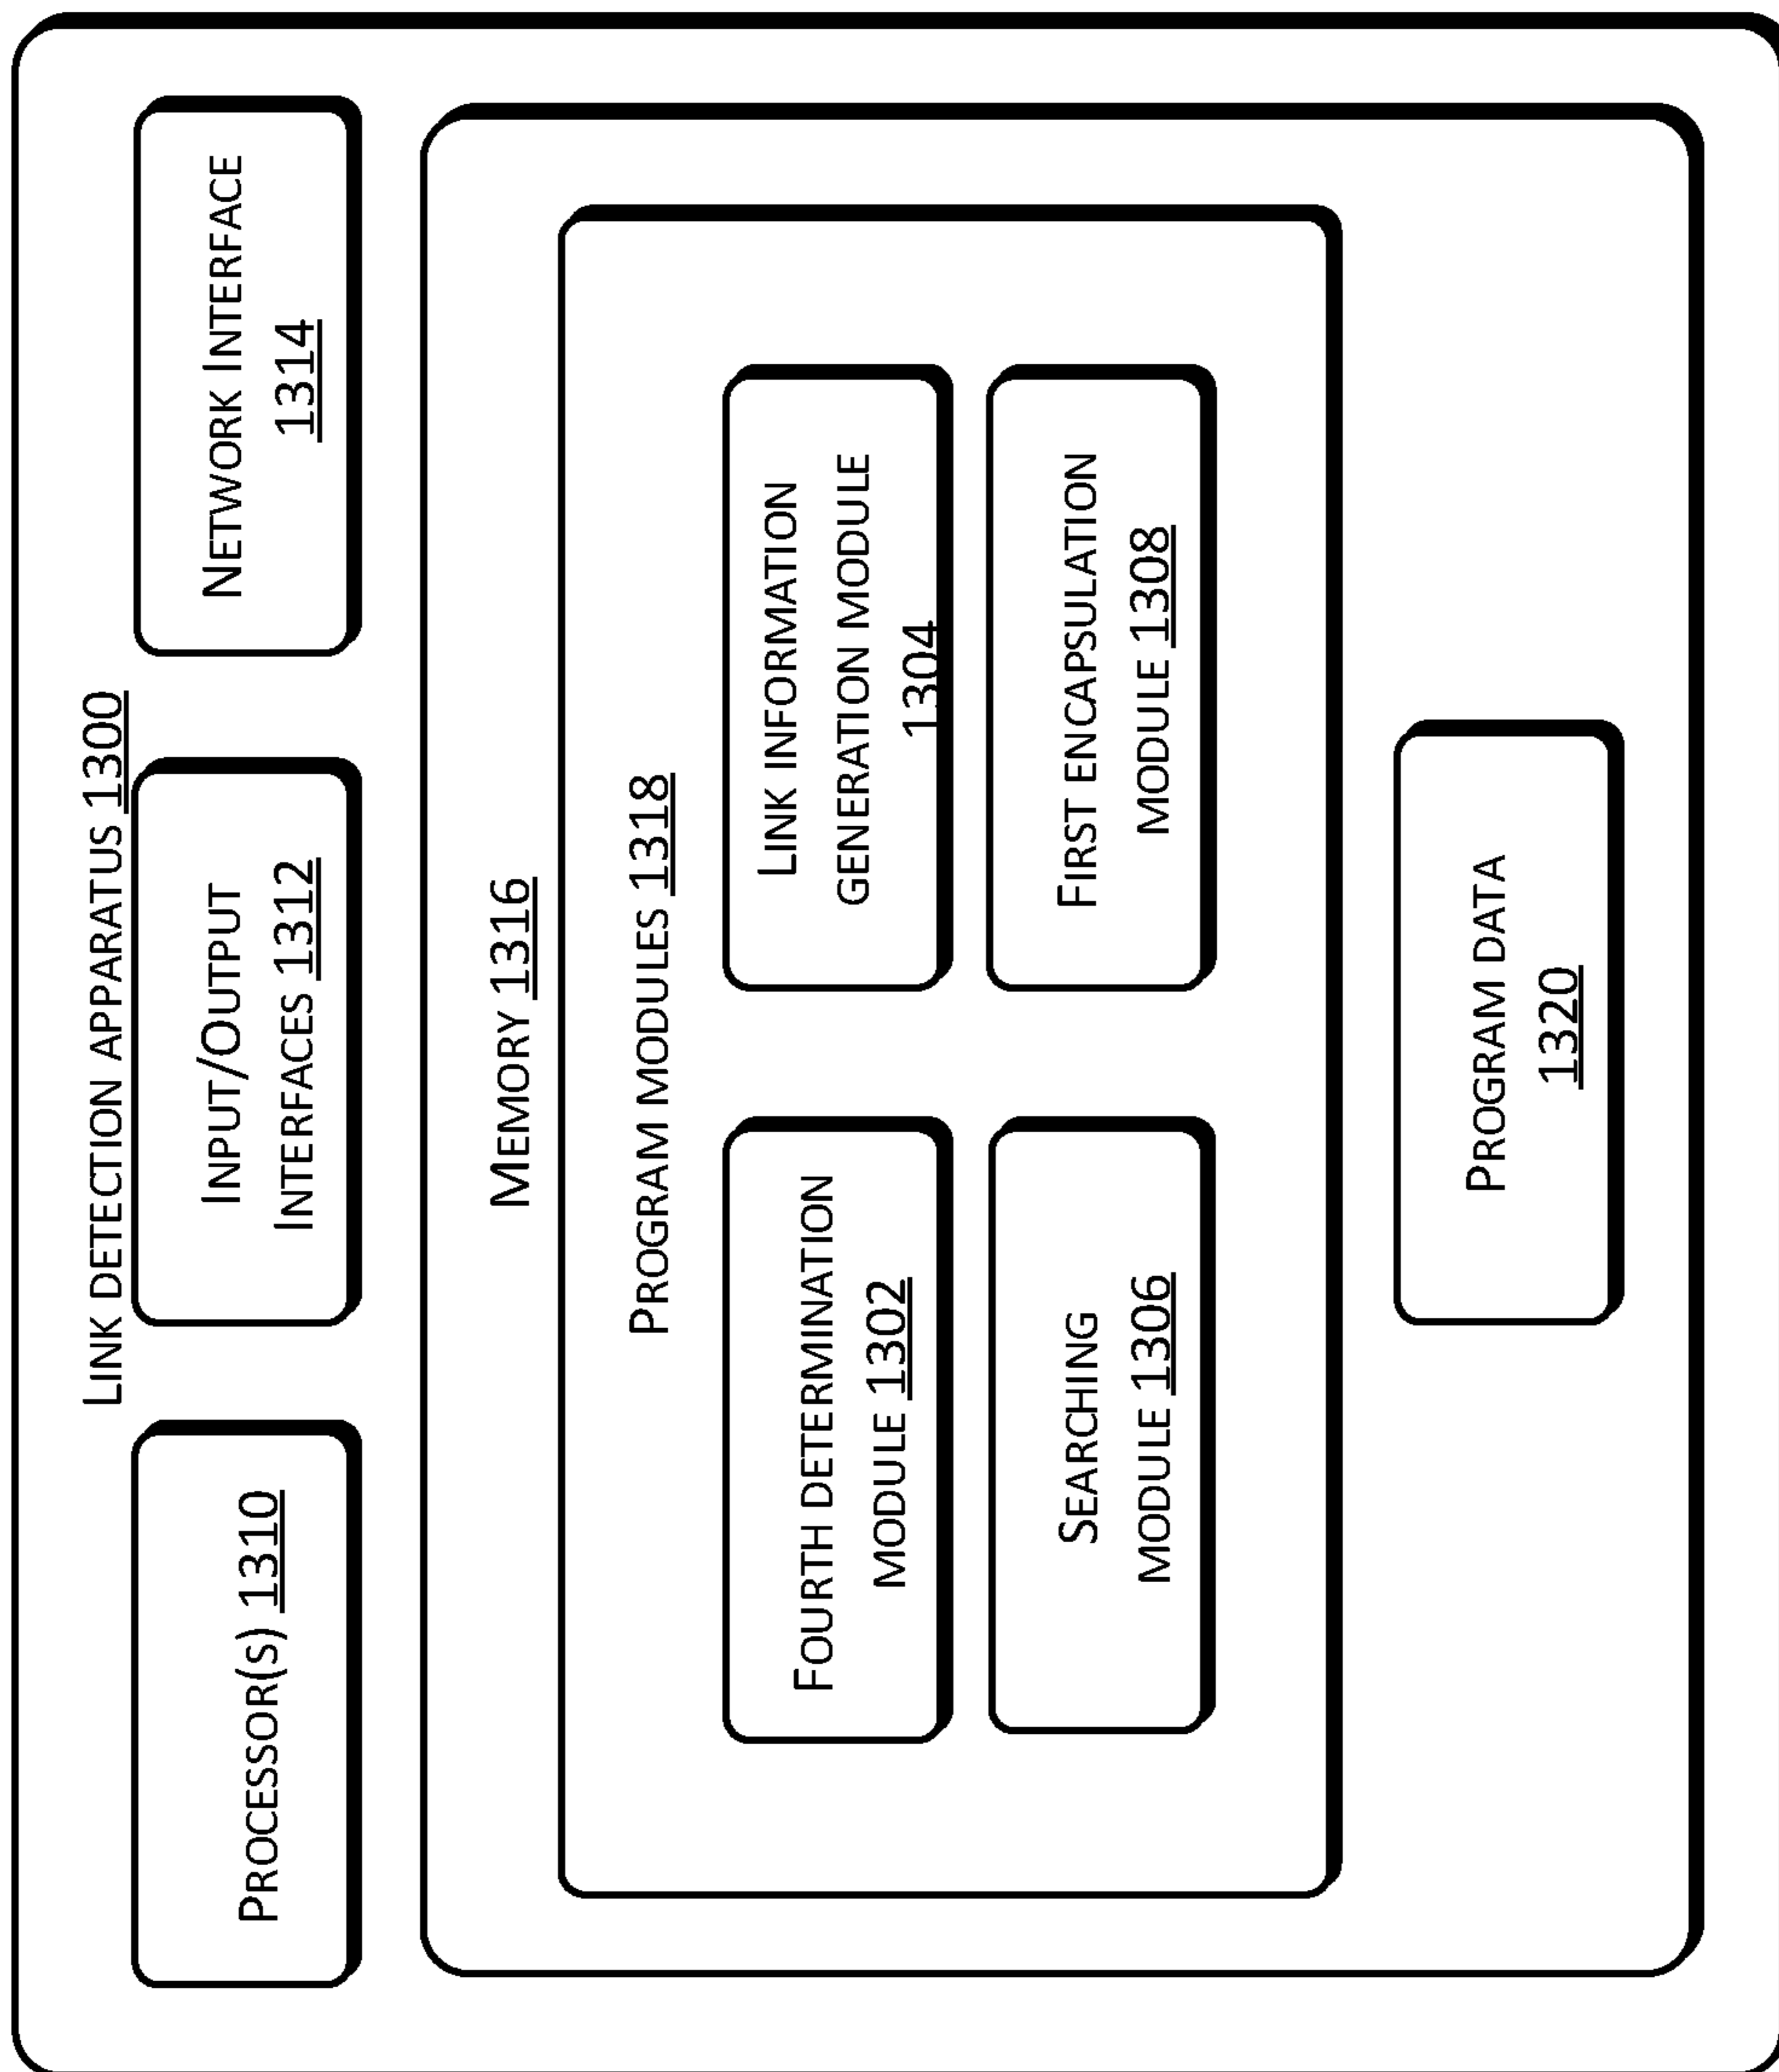 Link detection apparatus 1300
Processor(s) 1310
Input/Output
Interfaces 1312
Network Interface
1314
Memory 1316
Program modules 1318
Fourth determination
module 1302
Link information
generation module
1304
Searching
module 1306
First encapsulation
module 1308
Program data
1320